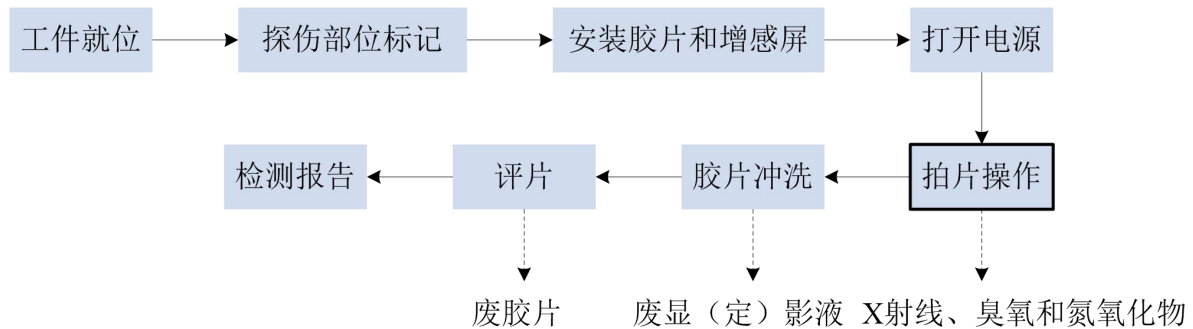 工件就位
探伤部位标记
安装胶片和增感屏
打开电源
检测报告
评片
胶片冲洗
拍片操作
废胶片
废显（定）影液
X射线、臭氧和氮氧化物